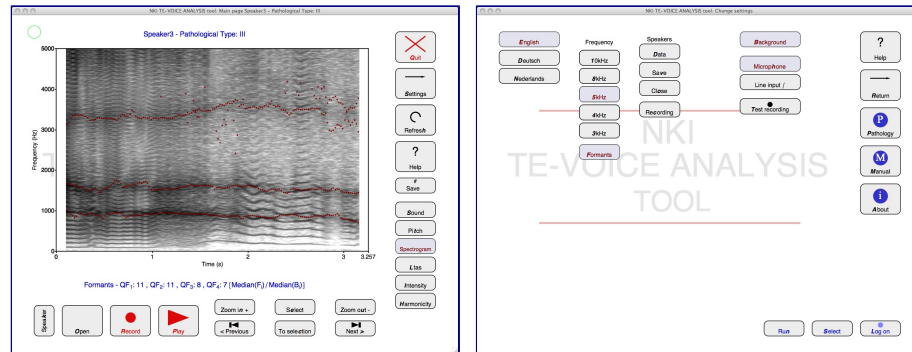 NKI TE-VOICE ANALYSIS tool: Main page Speaker3 - Pathological Type: III
Speaker3 - Pathological Type: III
5000
4000
3000
2000
1000
0
Frequency (Hz)
0
1
2
3
3.257
Time (s)
Formants - QF1: 11 , QF2: 11 , QF3: 8 , QF4: 7 [Median(Fi)/Median(Bi)]
Quit
Settings
Refresh
?
Help
#
Save
Sound
Pitch
Spectrogram
Ltas
Intensity
Harmonicity
Speaker
Open
Record
Play
Zoom in +
Select
Zoom out -
< Previous
To selection
Next >
NKI TE-VOICE ANALYSIS tool: Change settings
English
Deutsch
Nederlands
Frequency
10kHz
8kHz
5kHz
4kHz
3kHz
Formants
Speakers:
Data
Save
Close
Recording
Background
Microphone
Line input /
Test recording
?
Help
Return
P
Pathology
M
Manual
i
About
NKI
TE-VOICE ANALYSIS
TOOL
Run
Select
Log on